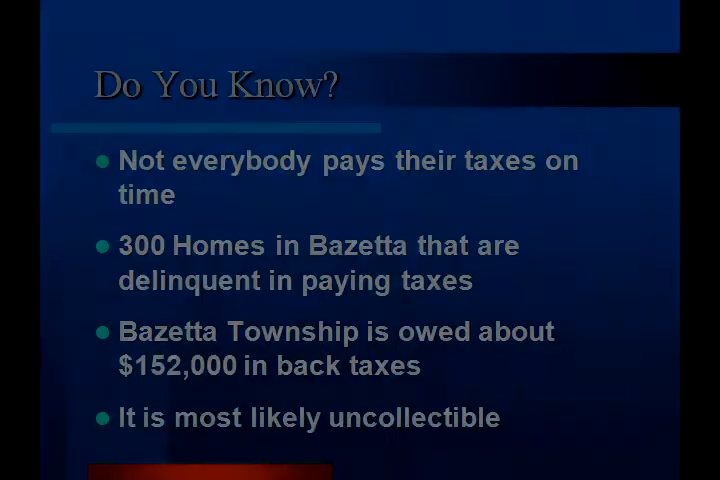 Do You Know?
Not everybody pays their taxes on
time
300 Homes in Bazetta that are
delinquent in paying taxes
Bazetta Township is owed about
$152,000 in back taxes
It is most likely uncollectible